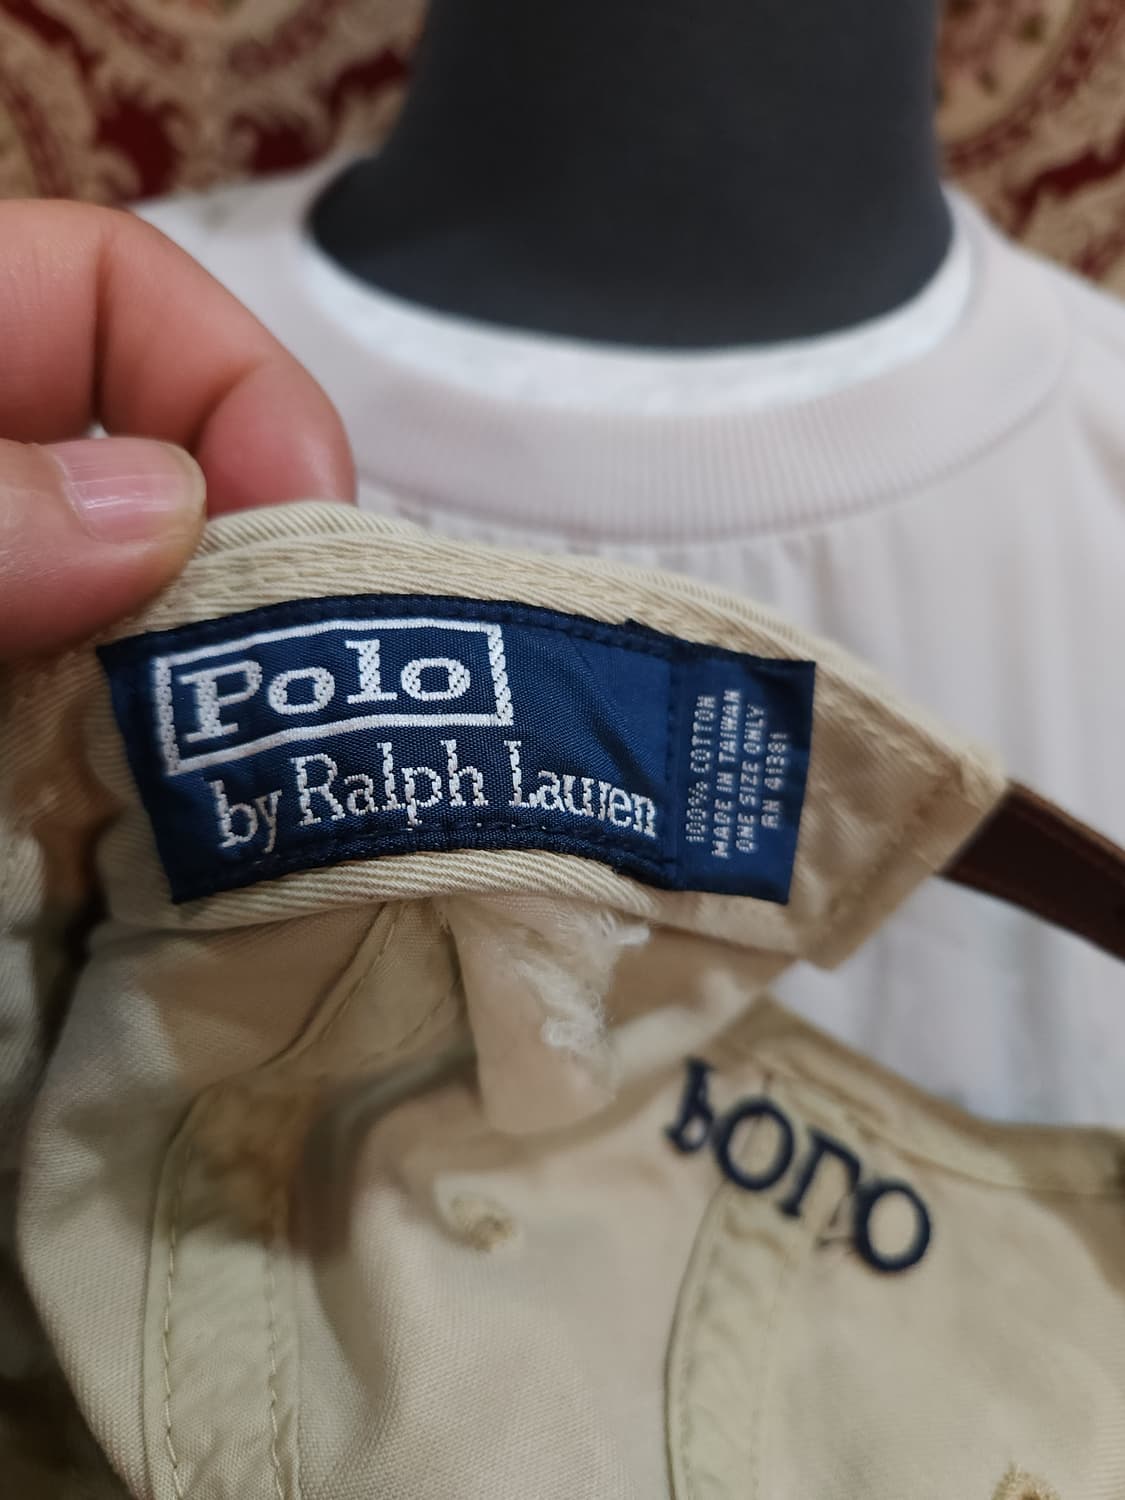 Polo
by Ralph Lauren
100% COTTON
MADE IN TAIWAN
ONE SIZE ONLY
RN 41381
POLO